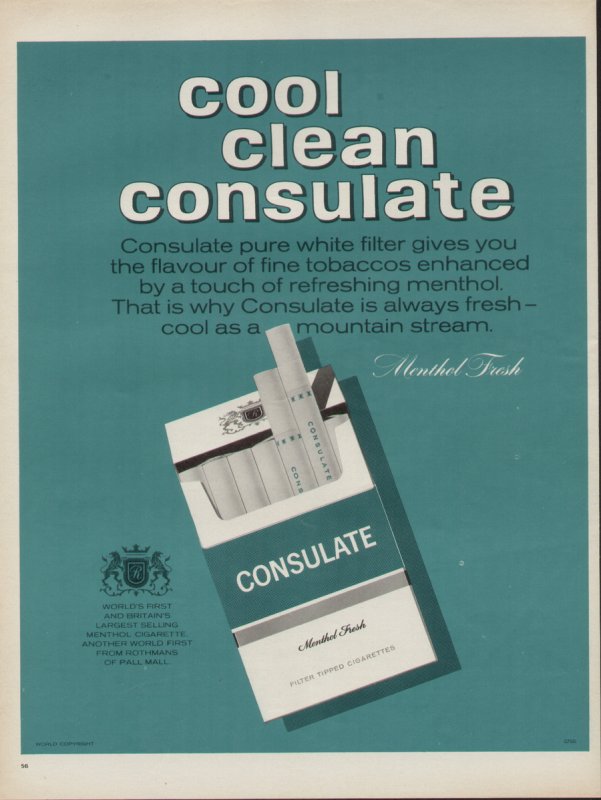 cool
clean
consulate
Consulate pure white filter gives you
the flavour of fine tobaccos enhanced
by a touch of refreshing menthol.
That is why Consulate is always fresh–
cool as a mountain stream.
Menthol Fresh
R
CONSULATE
CONS
CONSULATE
Menthol Fresh
FILTER TIPPED CIGARETTES
R
WORLD'S FIRST
AND BRITAIN'S
LARGEST SELLING
MENTHOL CIGARETTE.
ANOTHER WORLD FIRST
FROM ROTHMANS
OF PALL MALL.
WORLD COPYRIGHT
56